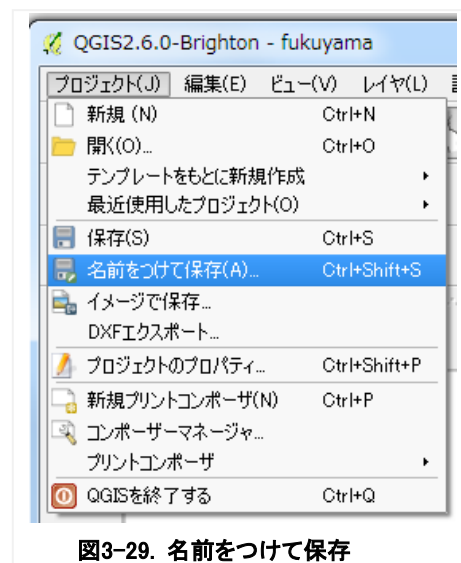 QGIS2.6.0-Brighton - fukuyama
プロジェクト(J) 編集(E) ビュー(V) レイヤ(L)
新規 (N) Ctrl+N
開く(O)... Ctrl+O
テンプレートをもとに新規作成
最近使用したプロジェクト(O)
保存(S) Ctrl+S
名前をつけて保存(A)... Ctrl+Shift+S
イメージで保存...
DXFエクスポート...
プロジェクトのプロパティ... Ctrl+Shift+P
新規プリントコンポーザ(N) Ctrl+P
コンポーザーマネージャ...
プリントコンポーザ
QGISを終了する Ctrl+Q
図3-29. 名前をつけて保存